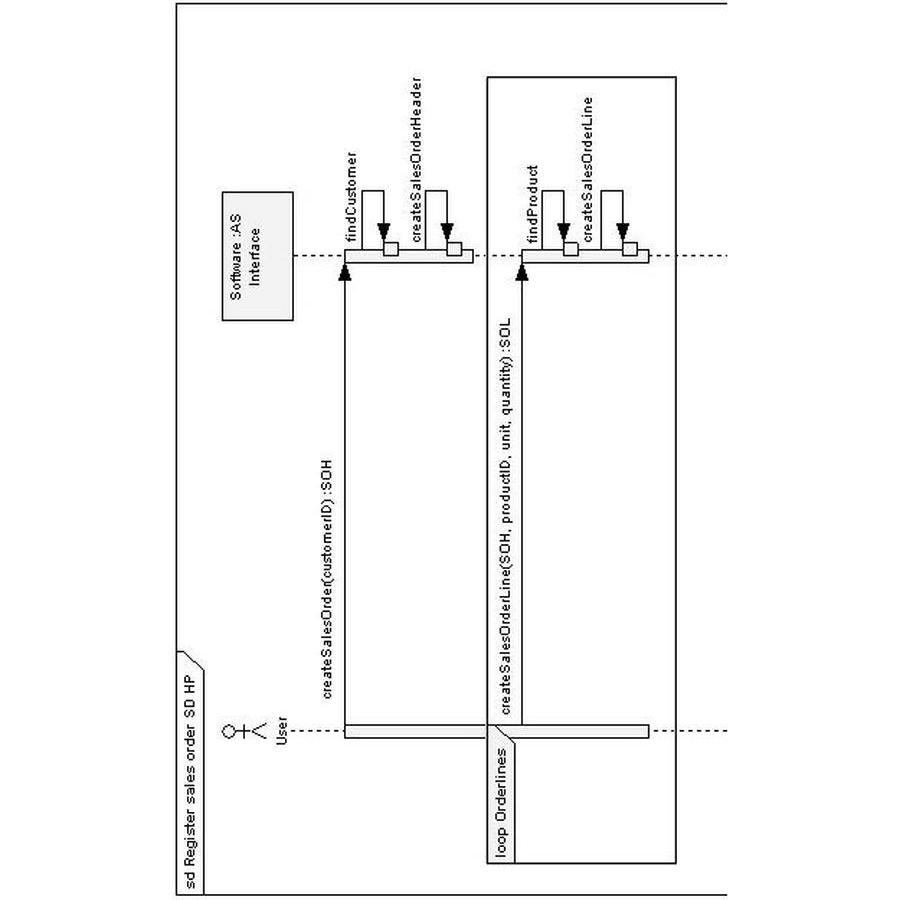 sd Register sales order SD HP
User
Software :AS
Interface
createSalesOrder(customerID) :SOH
findCustomer
createSalesOrderHeader
loop Orderlines
createSalesOrderLine(SOH, productID, unit, quantity) :SOL
findProduct
createSalesOrderLine